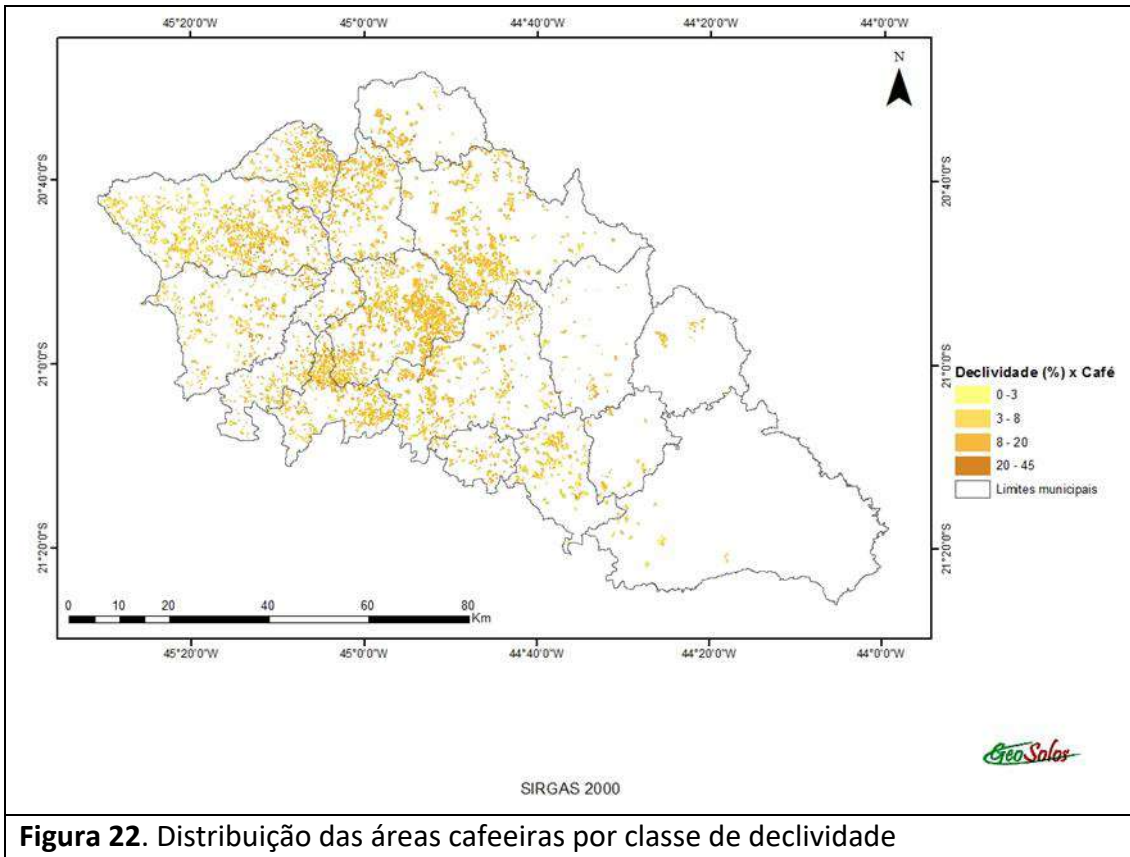 45°20'0"W 45°0'0"W 44°40'0"W 44°20'0"W 44°0'0"W
N
20°40'0"S 20°40'0"S
21°0'0"S 21°0'0"S
Declividade (%) x Café
0 -3
3 - 8
8 - 20
20 - 45
Limites municipais
21°20'0"S 21°20'0"S
0 10 20 40 60 80
Km
45°20'0"W 45°0'0"W 44°40'0"W 44°20'0"W 44°0'0"W
GeoSolos
SIRGAS 2000
Figura 22. Distribuição das áreas cafeeiras por classe de declividade